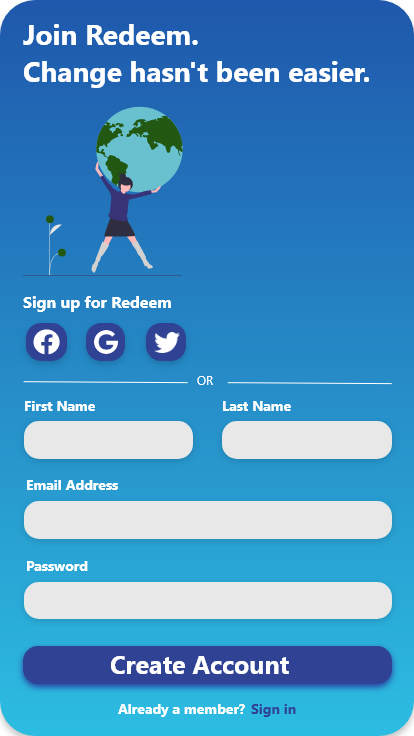 Join Redeem.
Change hasn't been easier.
Sign up for Redeem
OR
First Name
Last Name
Email Address
Password
Create Account
Already a member? Sign in